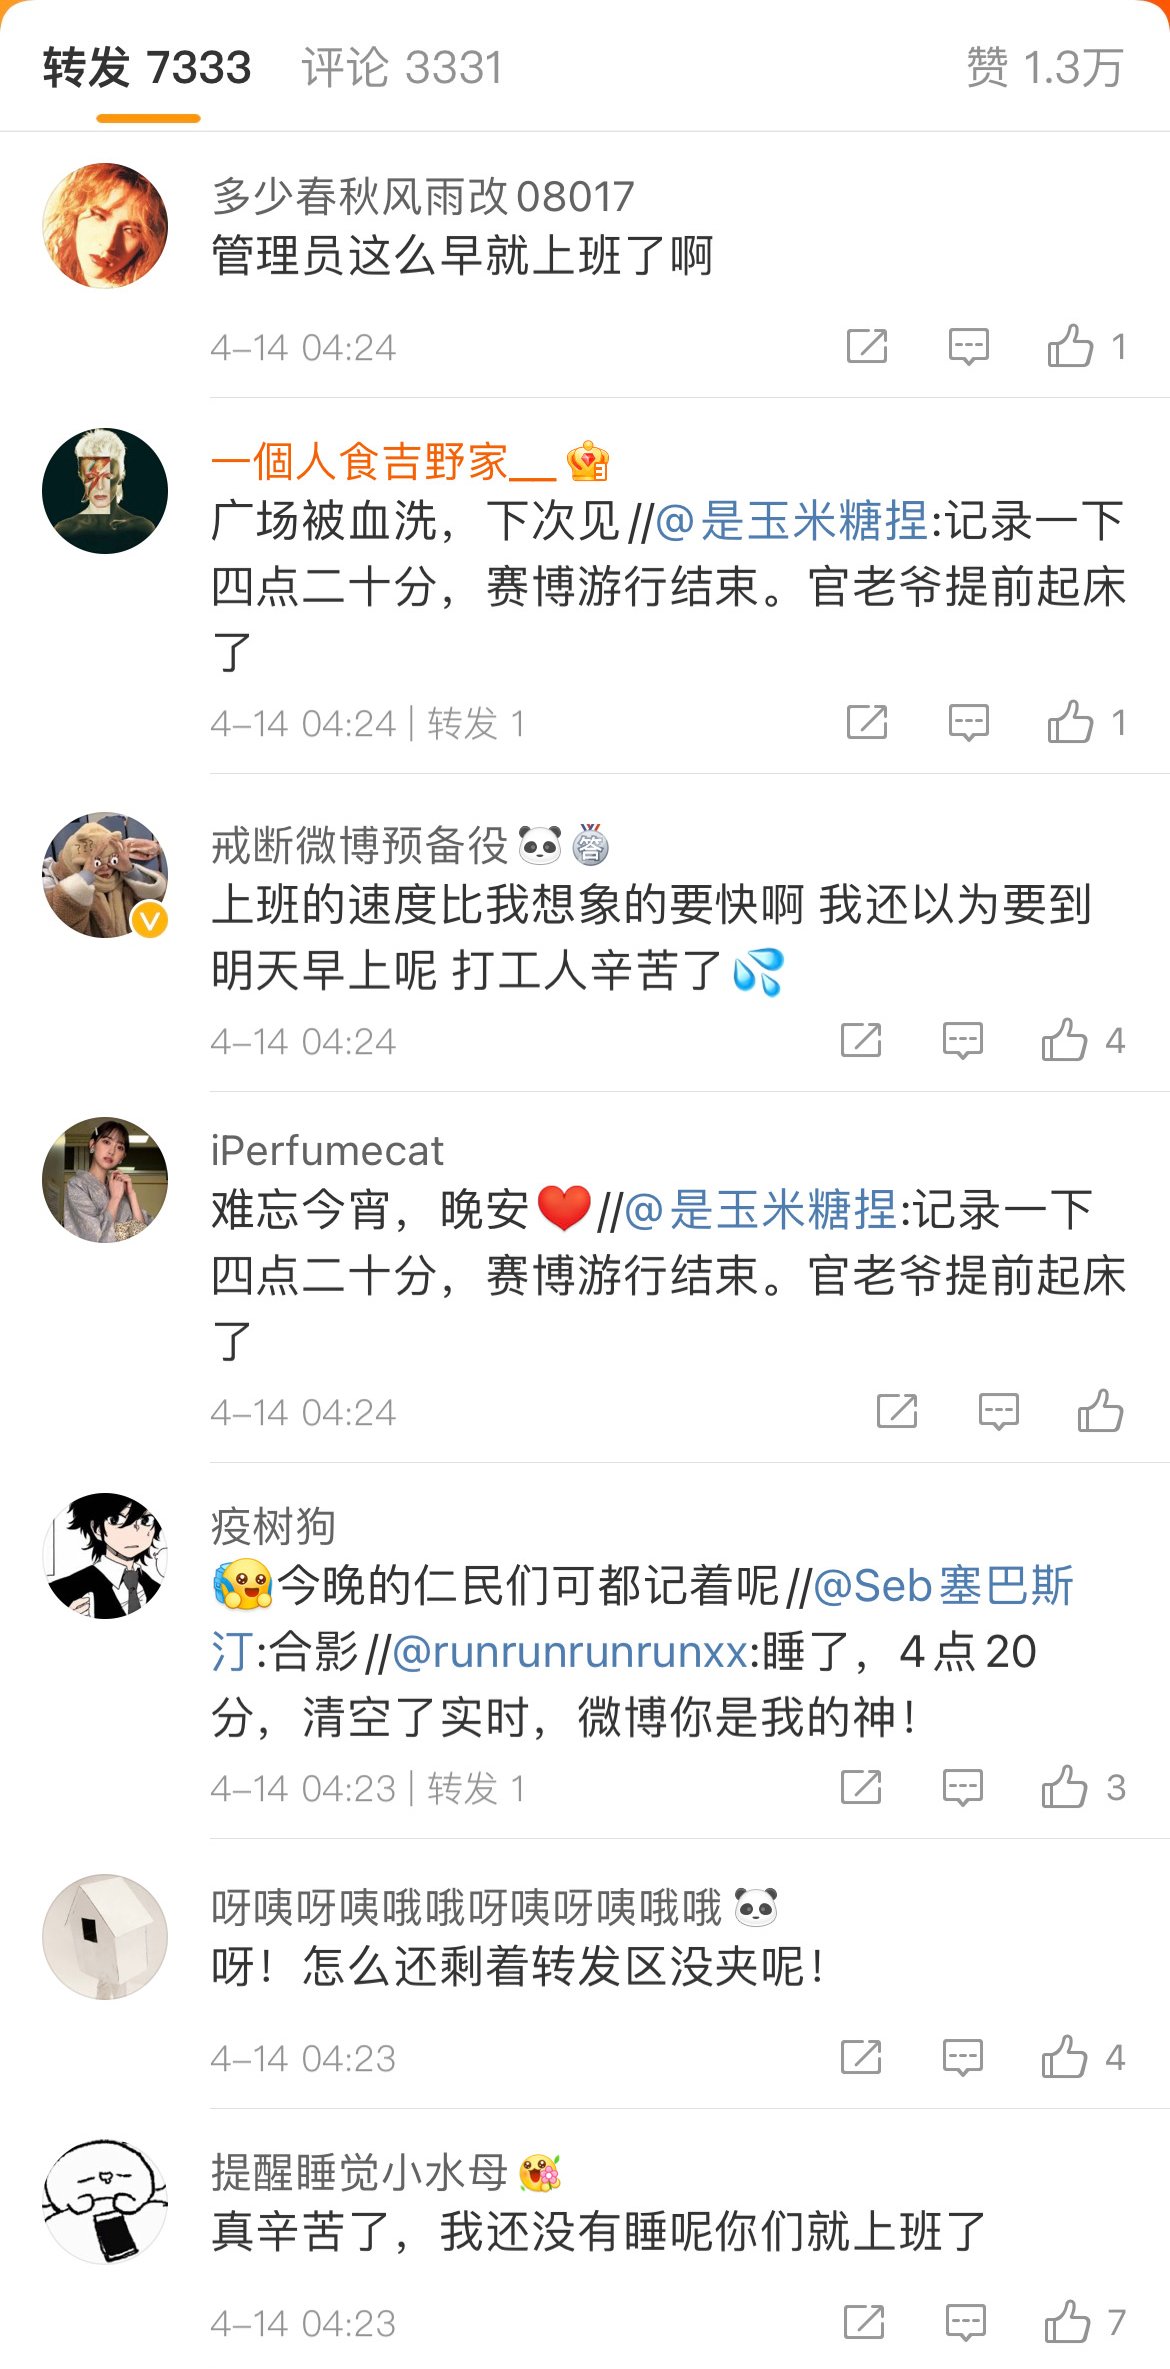 转发 7333 评论 3331 赞 1.3万
多少春秋风雨改08017
管理员这么早就上班了啊
4-14 04:24 1
一個人食吉野家__
广场被血洗，下次见//@是玉米糖捏:记录一下
四点二十分，赛博游行结束。官老爷提前起床
了
4-14 04:24 | 转发 1 1
戒断微博预备役🐼答
上班的速度比我想象的要快啊 我还以为要到
明天早上呢 打工人辛苦了💦
4-14 04:24 4
iPerfumecat
难忘今宵，晚安❤️//@是玉米糖捏:记录一下
四点二十分，赛博游行结束。官老爷提前起床
了
4-14 04:24
疫树狗
🤗今晚的仁民们可都记着呢//@Seb塞巴斯
汀:合影//@runrunrunrunxx:睡了，4点20
分，清空了实时，微博你是我的神！
4-14 04:23 | 转发 1 3
呀咦呀咦哦哦呀咦呀咦哦哦🐼
呀！怎么还剩着转发区没夹呢！
4-14 04:23 4
提醒睡觉小水母
真辛苦了，我还没有睡呢你们就上班了
4-14 04:23 7